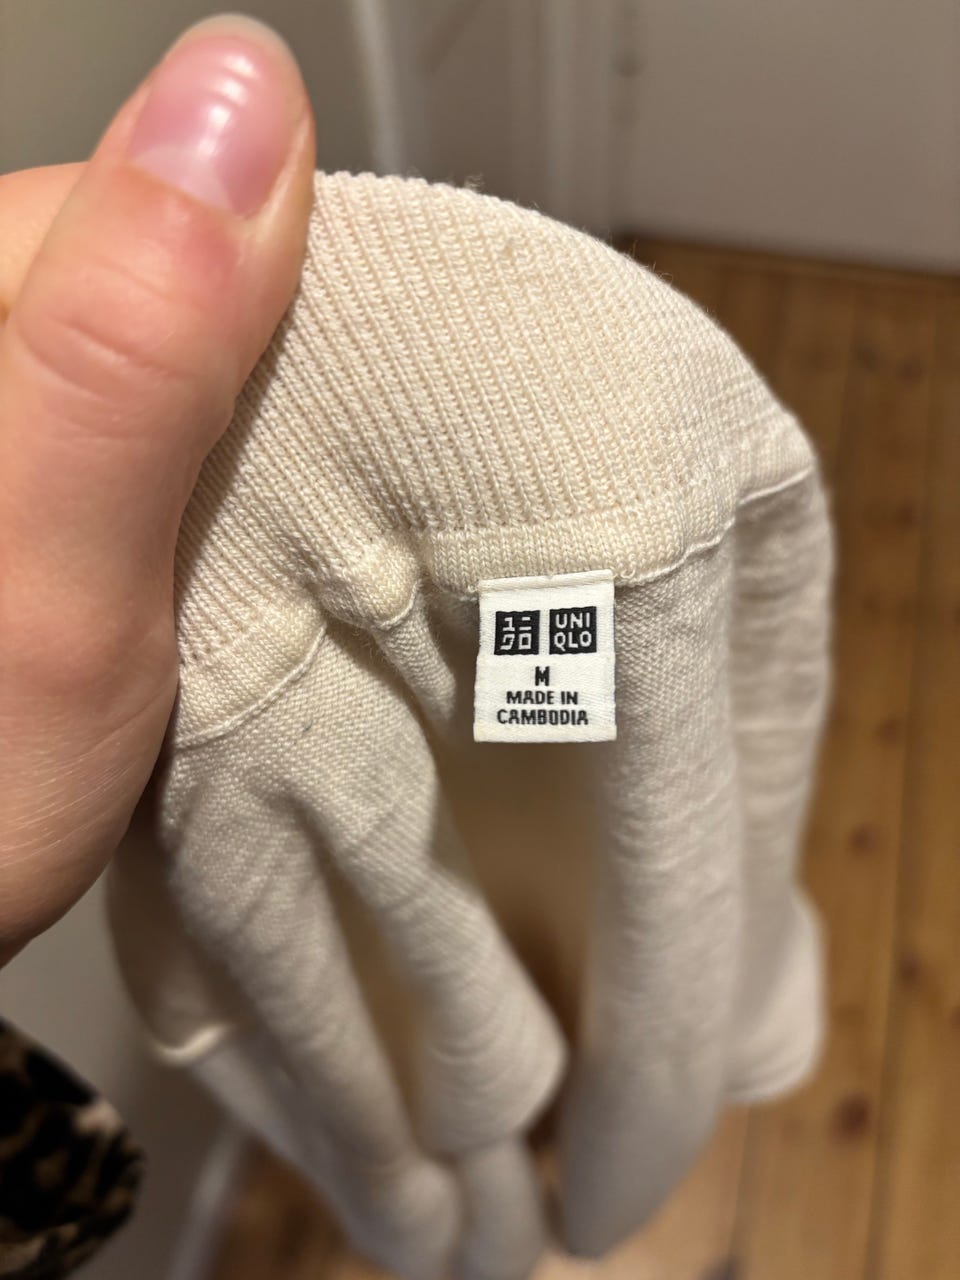 ユニ UNI
クロ QLO
M
MADE IN
CAMBODIA